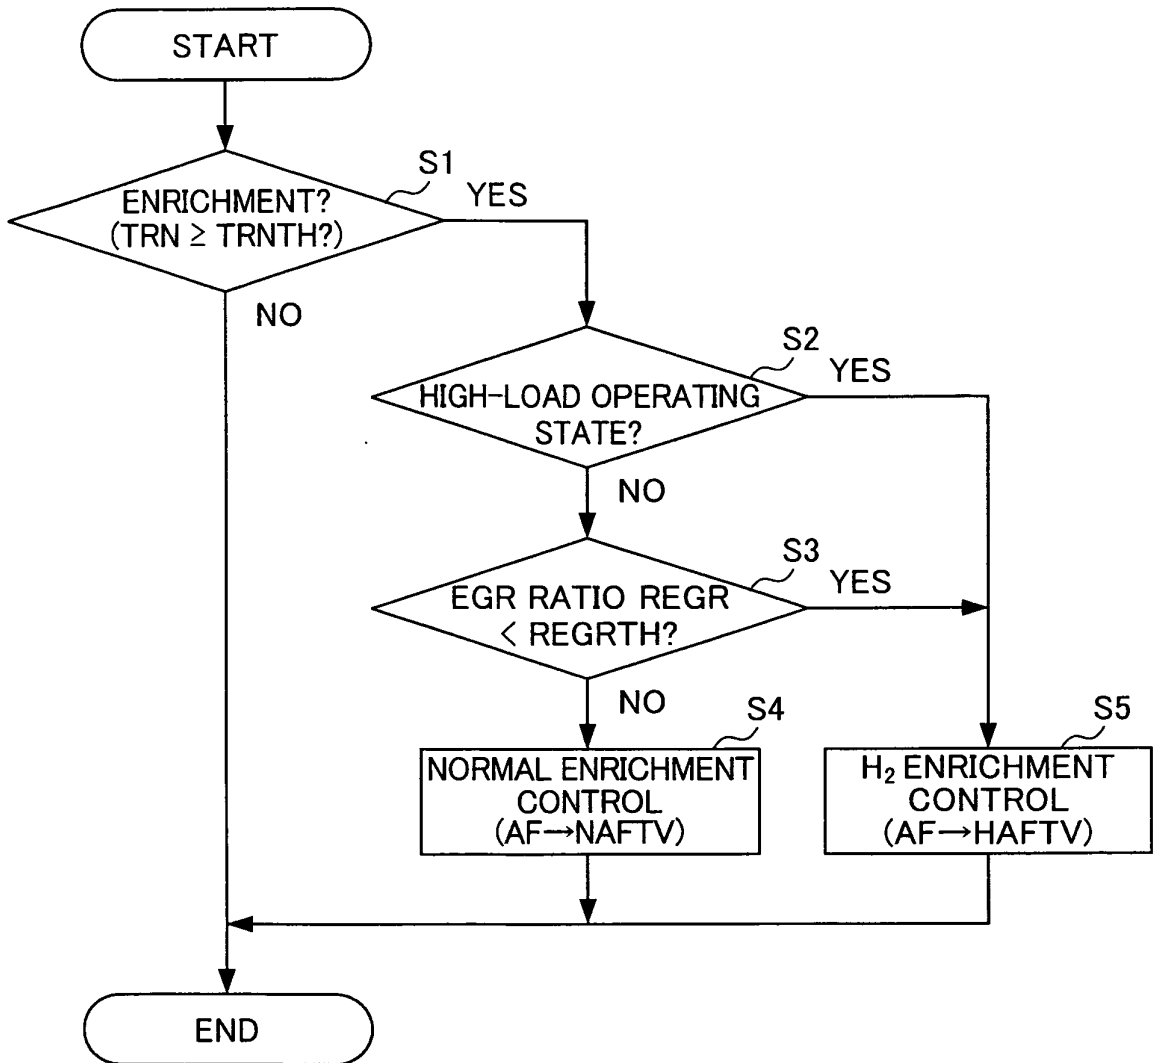 START
S1
ENRICHMENT?
(TRN ≥ TRNTH?)
YES
NO
S2
HIGH-LOAD OPERATING
STATE?
YES
NO
S3
EGR RATIO REGR
< REGRTH?
YES
NO
S4
NORMAL ENRICHMENT
CONTROL
(AF→NAFTV)
S5
H₂ ENRICHMENT
CONTROL
(AF→HAFTV)
END